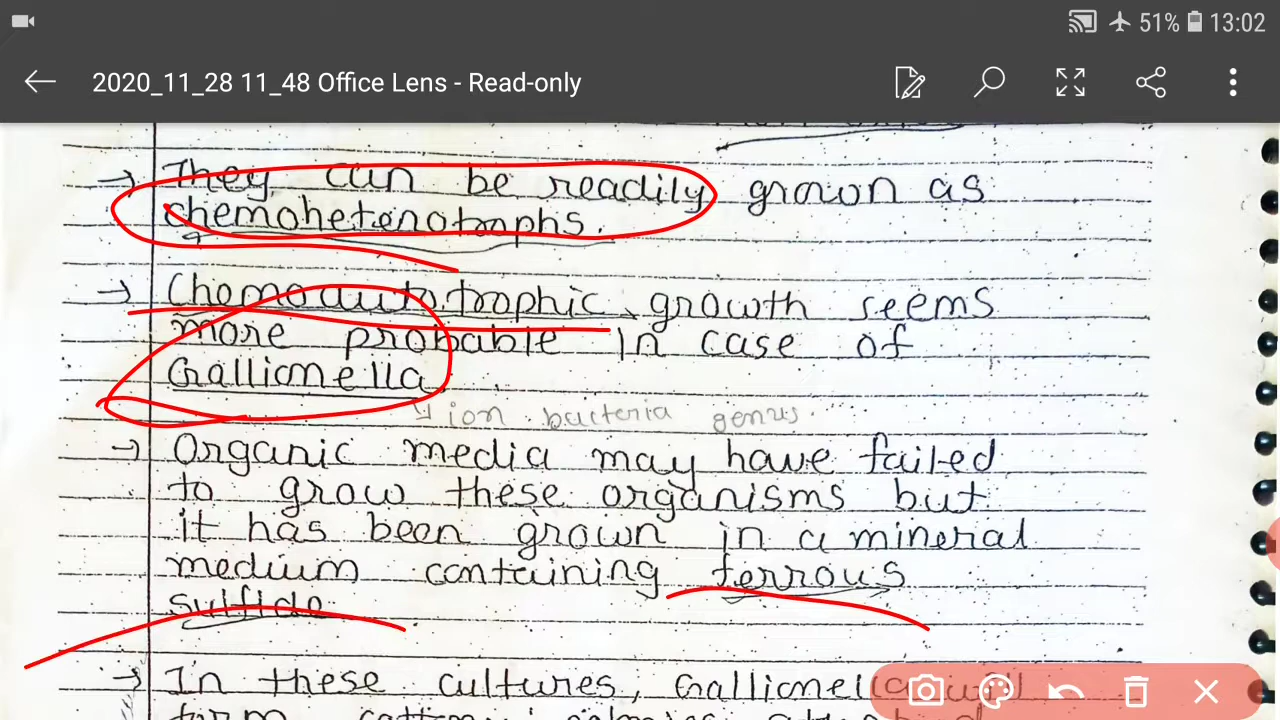 51% 13:02
2020_11_28 11_48 Office Lens - Read-only
→ They can be readily grown as
chemoheterotrophs.
→ Chemoautotrophic growth seems
more probable in case of
Gallionella
ion bacteria genus.
→ Organic media may have failed
to grow these organisms but
it has been grown in a mineral
medium containing ferrous
sulfide.
→ In these cultures, Gallionella will
form